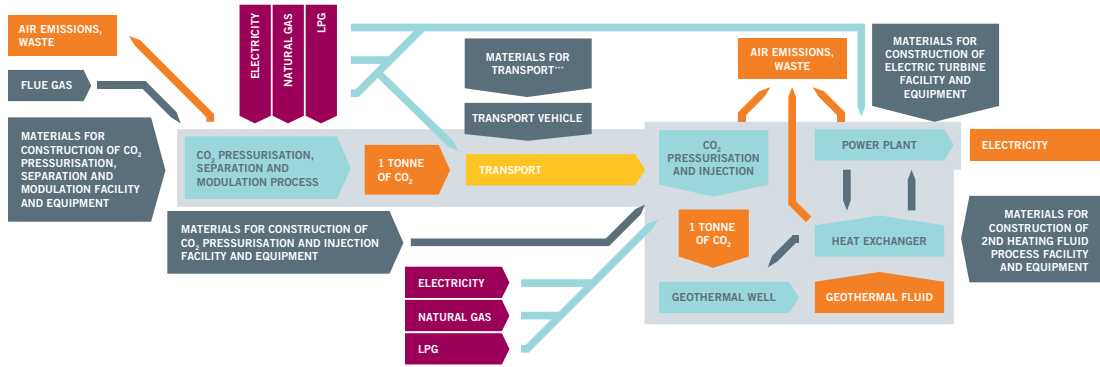 AIR EMISSIONS,
WASTE
FLUE GAS
MATERIALS FOR
CONSTRUCTION OF CO₂
PRESSURISATION,
SEPARATION AND
MODULATION FACILITY
AND EQUIPMENT
ELECTRICITY
NATURAL GAS
LPG
CO₂ PRESSURISATION,
SEPARATION AND
MODULATION PROCESS
1 TONNE
OF CO₂
MATERIALS FOR
TRANSPORT***
TRANSPORT VEHICLE
TRANSPORT
MATERIALS FOR CONSTRUCTION OF
CO₂ PRESSURISATION AND INJECTION
FACILITY AND EQUIPMENT
ELECTRICITY
NATURAL GAS
LPG
AIR EMISSIONS,
WASTE
MATERIALS FOR
CONSTRUCTION OF
ELECTRIC TURBINE
FACILITY AND
EQUIPMENT
CO₂
PRESSURISATION
AND INJECTION
POWER PLANT
ELECTRICITY
1 TONNE
OF CO₂
HEAT EXCHANGER
MATERIALS FOR
CONSTRUCTION OF
2ND HEATING FLUID
PROCESS FACILITY
AND EQUIPMENT
GEOTHERMAL WELL
GEOTHERMAL FLUID